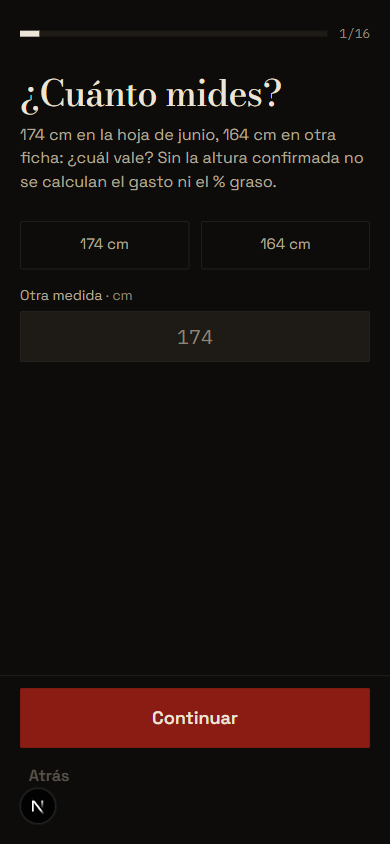 1/16
¿Cuánto mides?
174 cm en la hoja de junio, 164 cm en otra
ficha: ¿cuál vale? Sin la altura confirmada no
se calculan el gasto ni el % graso.
174 cm
164 cm
Otra medida · cm
174
Continuar
Atrás
N